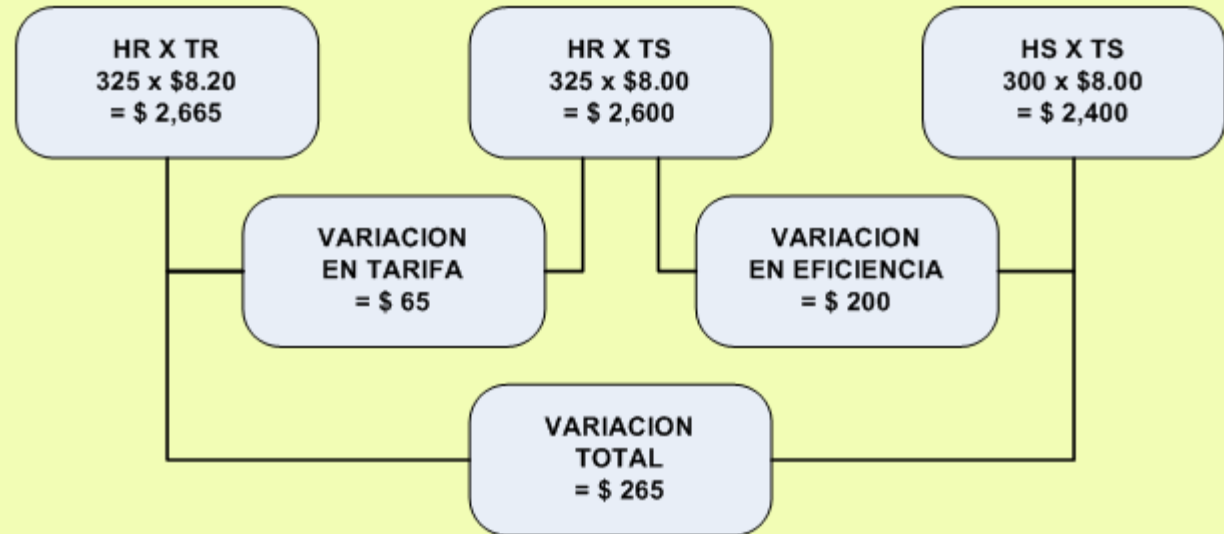 HR X TR
325 x $8.20
= $ 2,665
HR X TS
325 x $8.00
= $ 2,600
HS X TS
300 x $8.00
= $ 2,400
VARIACION
EN TARIFA
= $ 65
VARIACION
EN EFICIENCIA
= $ 200
VARIACION
TOTAL
= $ 265